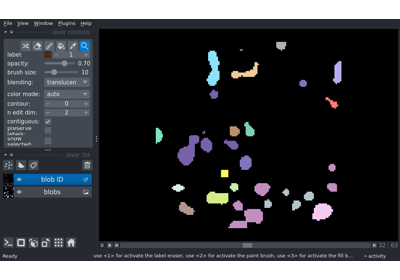 File View Window Plugins Help
layer controls
label: 1
opacity: 0.70
brush size: 10
blending: translucen
color mode: auto
contour: 0
n edit dim: 2
contiguous:
preserve labels:
show selected:
layer list
blob ID
blobs
32 63
Ready use <1> for activate the label eraser, use <2> for activate the paint brush, use <3> for activate the fill b... activity